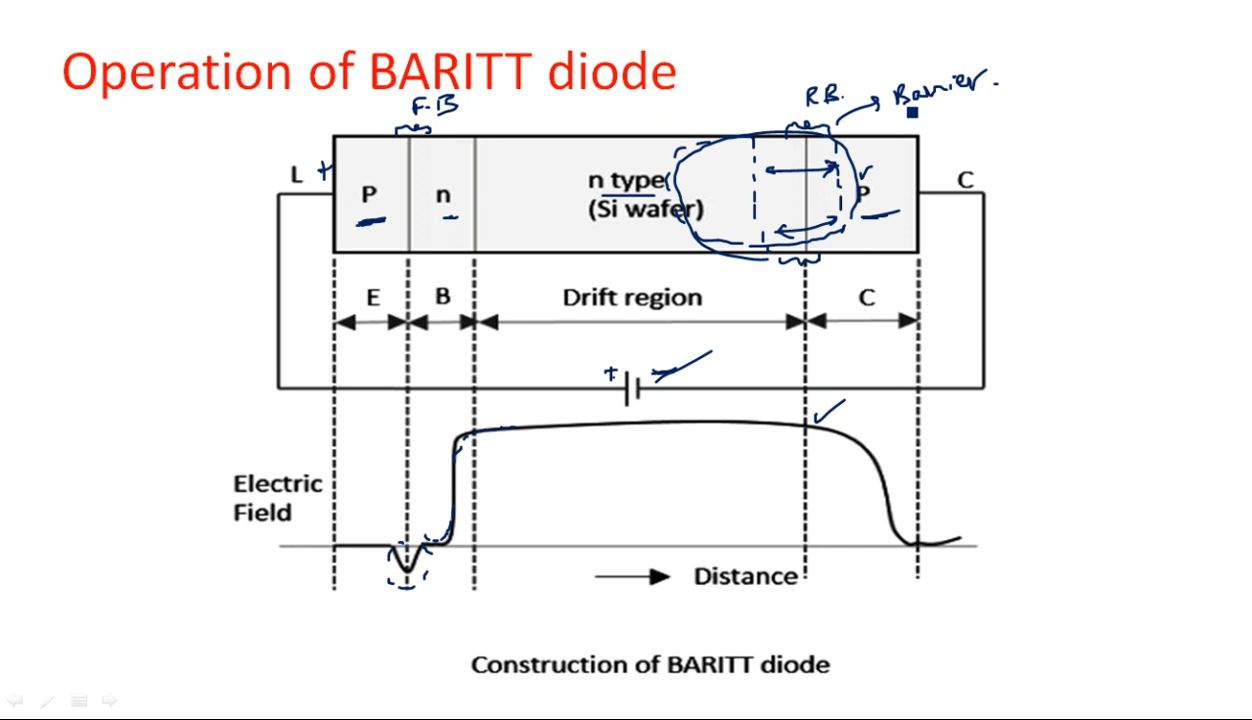 Operation of BARITT diode
F.B
R.B.
Barrier.
L +
P
n
n type
(Si wafer)
P
C
E
B
Drift region
C
+
Electric
Field
Distance
Construction of BARITT diode